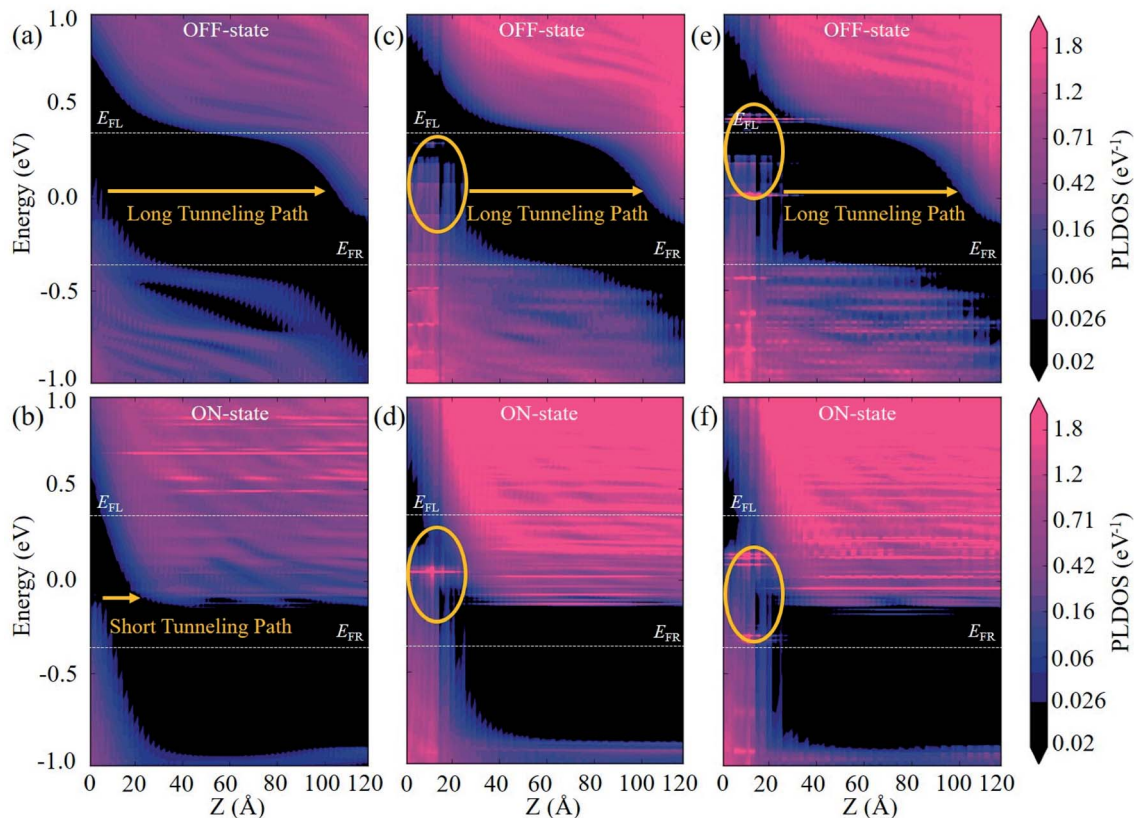 (a) OFF-state (c) OFF-state (e) OFF-state
1.0
0.5
0.0
-0.5
-1.0
Energy (eV)
E_FL E_FL E_FL
Long Tunneling Path Long Tunneling Path Long Tunneling Path
E_FR E_FR
1.8
1.2
0.71
0.42
0.16
0.06
0.026
0.02
PLDOS (eV⁻¹)
(b) ON-state (d) ON-state (f) ON-state
1.0
0.5
0.0
-0.5
-1.0
Energy (eV)
E_FL E_FL E_FL
Short Tunneling Path
E_FR E_FR E_FR
1.8
1.2
0.71
0.42
0.16
0.06
0.026
0.02
PLDOS (eV⁻¹)
0 20 40 60 80 100 120 0 20 40 60 80 100 120 0 20 40 60 80 100 120
Z (Å) Z (Å) Z (Å)